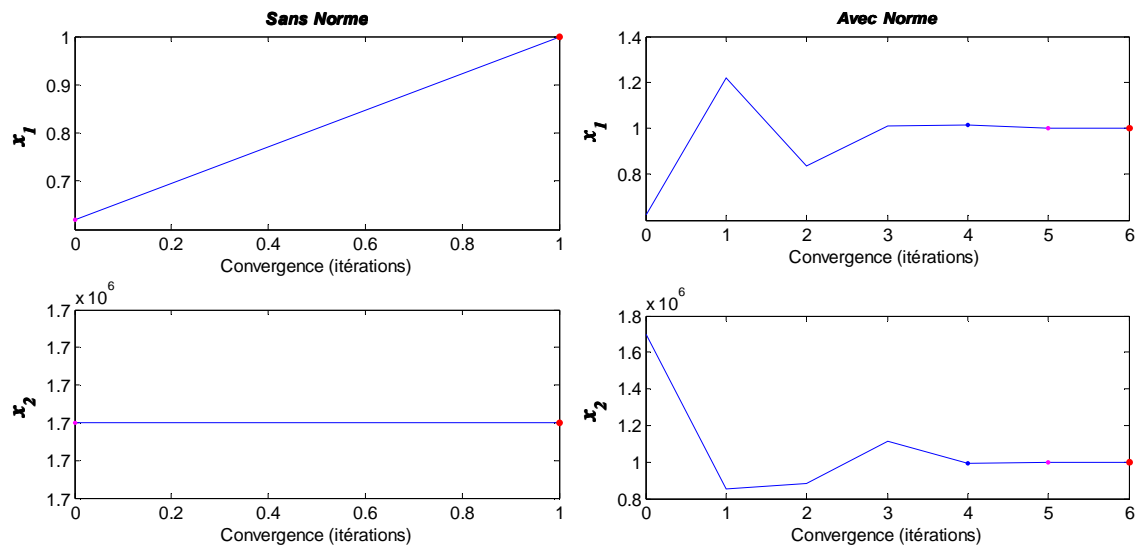 Sans Norme
1
0.9
0.8
0.7
x1
0 0.2 0.4 0.6 0.8 1
Convergence (itérations)
Avec Norme
1.4
1.2
1
0.8
x1
0 1 2 3 4 5 6
Convergence (itérations)
x 10^6
1.7
1.7
1.7
1.7
1.7
1.7
x2
0 0.2 0.4 0.6 0.8 1
Convergence (itérations)
x 10^6
1.8
1.6
1.4
1.2
1
0.8
x2
0 1 2 3 4 5 6
Convergence (itérations)